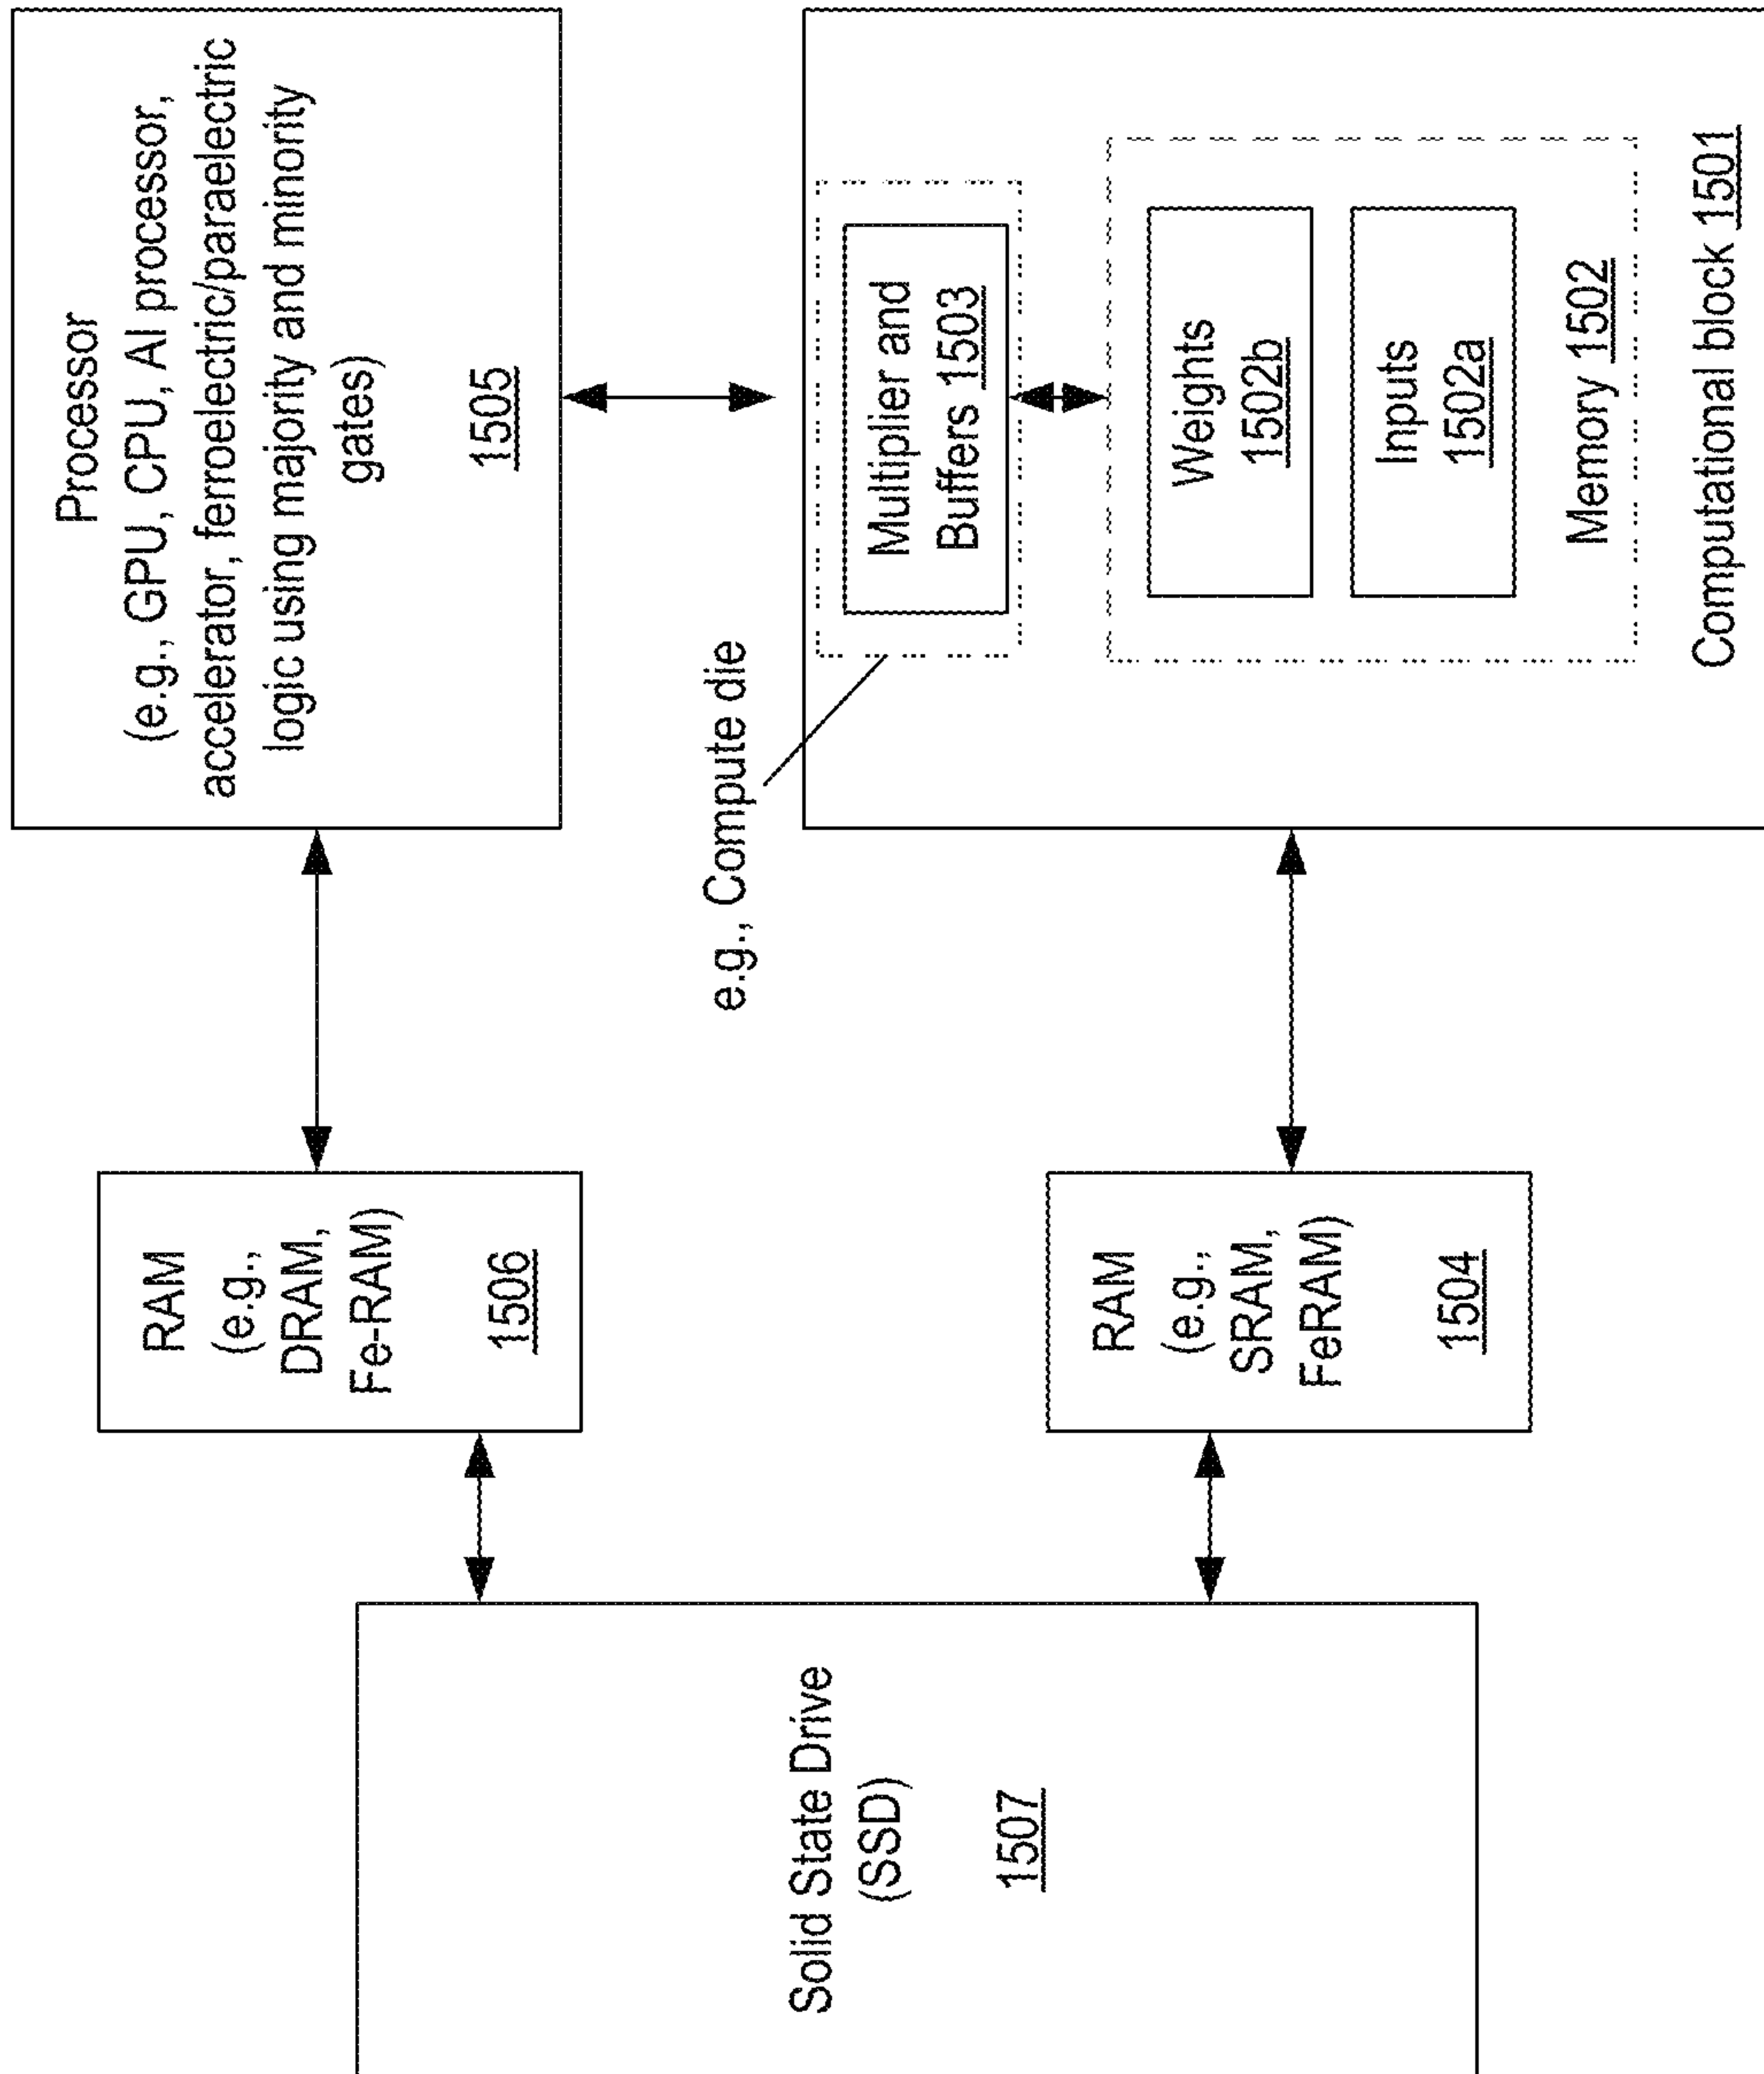 Solid State Drive
(SSD)
1507
RAM
(e.g.,
DRAM,
Fe-RAM)
1506
Processor
(e.g., GPU, CPU, AI processor,
accelerator, ferroelectric/paraelectric
logic using majority and minority
gates)
1505
RAM
(e.g.,
SRAM,
FeRAM)
1504
e.g., Compute die
Multiplier and
Buffers 1503
Weights
1502b
Inputs
1502a
Memory 1502
Computational block 1501